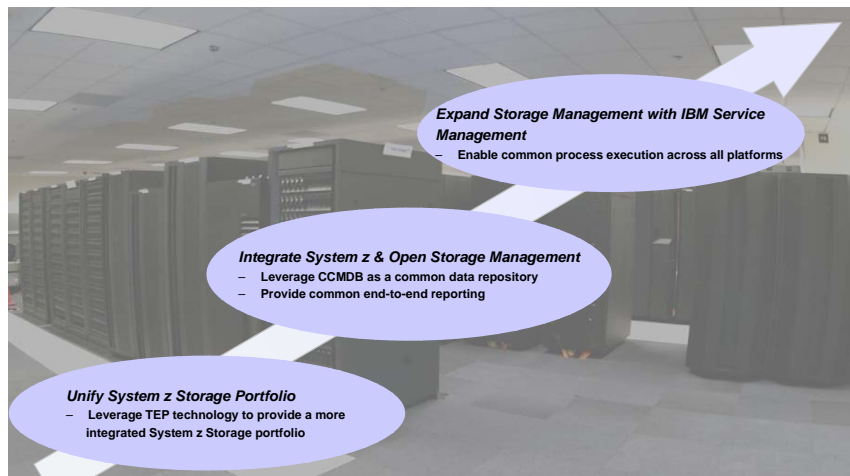 Expand Storage Management with IBM Service
Management
– Enable common process execution across all platforms
Integrate System z & Open Storage Management
– Leverage CCMDB as a common data repository
– Provide common end-to-end reporting
Unify System z Storage Portfolio
– Leverage TEP technology to provide a more
integrated System z Storage portfolio